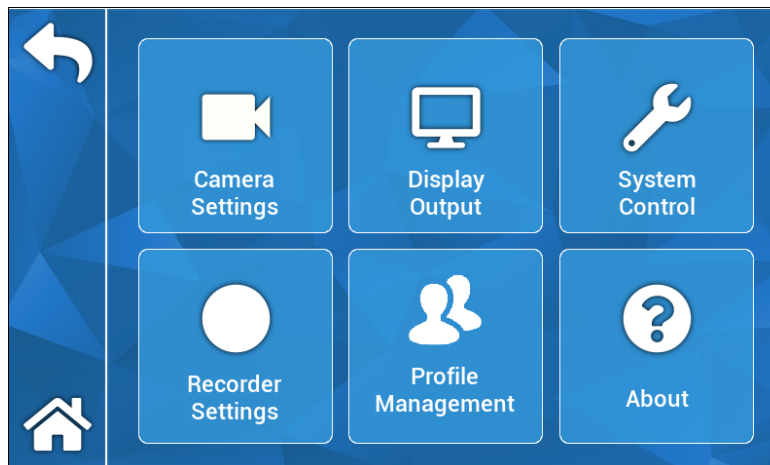 Camera
Settings
Display
Output
System
Control
Recorder
Settings
Profile
Management
About